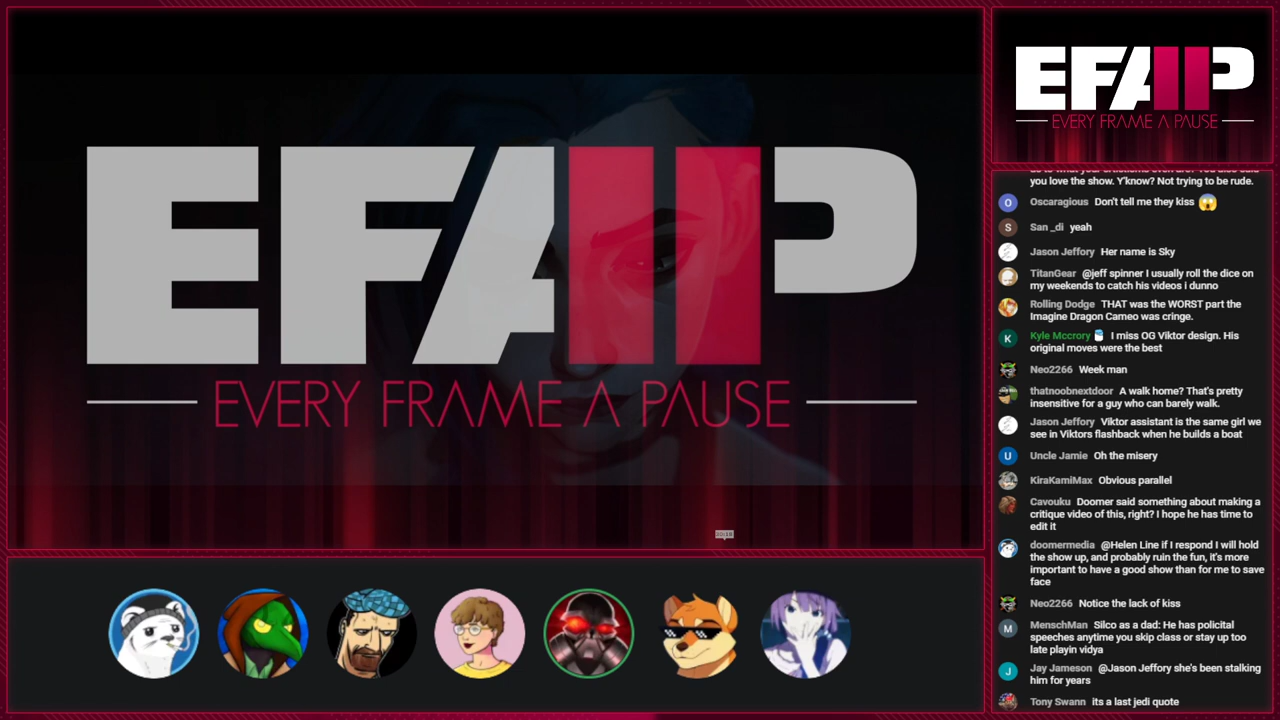 EFAP
EVERY FRAME A PAUSE
EFAP
EVERY FRAME A PAUSE
you love the show. Y'know? Not trying to be rude.
Oscaragious Don't tell me they kiss
San _di yeah
Jason Jeffory Her name is Sky
TitanGear @jeff spinner I usually roll the dice on
my weekends to catch his videos i dunno
Rolling Dodge THAT was the WORST part the
Imagine Dragon Cameo was cringe.
Kyle Mccrory I miss OG Viktor design. His
original moves were the best
Neo2266 Week man
thatnoobnextdoor A walk home? That's pretty
insensitive for a guy who can barely walk.
Jason Jeffory Viktor assistant is the same girl we
see in Viktors flashback when he builds a boat
Uncle Jamie Oh the misery
KiraKamiMax Obvious parallel
Cavouku Doomer said something about making a
critique video of this, right? I hope he has time to
edit it
doomermedia @Helen Line if I respond I will hold
the show up, and probably ruin the fun, it's more
important to have a good show than for me to save
face
Neo2266 Notice the lack of kiss
MenschMan Silco as a dad: He has policital
speeches anytime you skip class or stay up too
late playin vidya
Jay Jameson @Jason Jeffory she's been stalking
him for years
Tony Swann its a last jedi quote